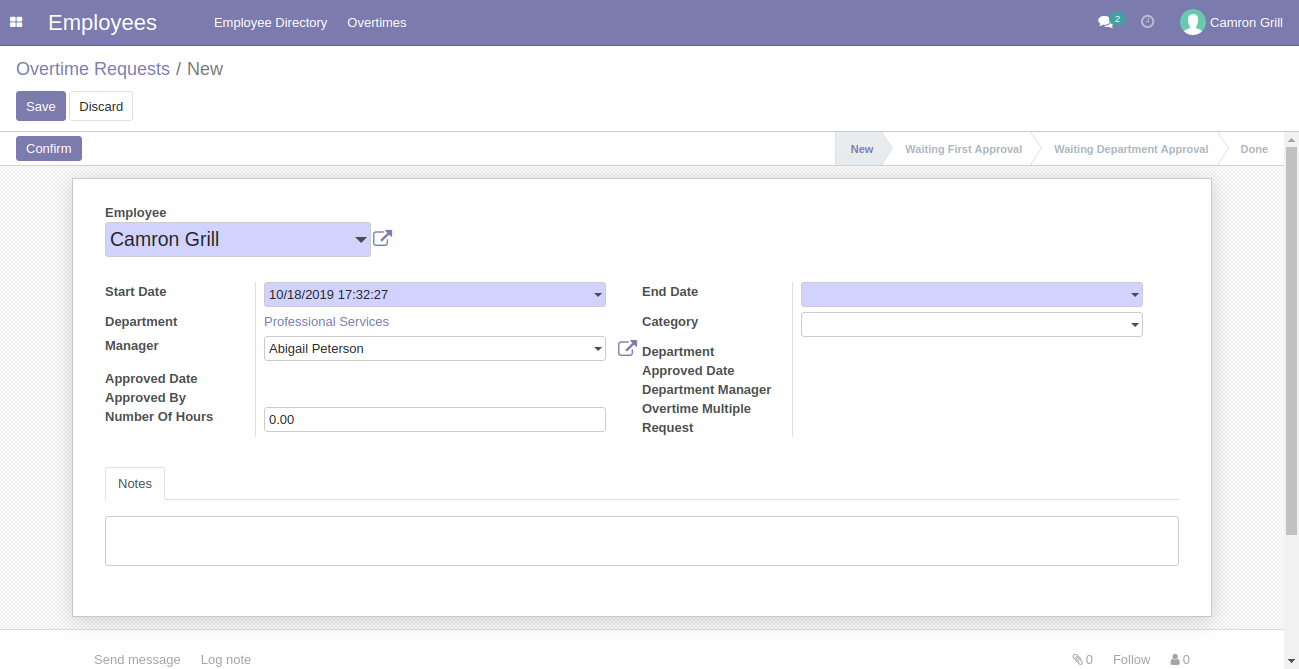 Employees
Employee Directory
Overtimes
2
Camron Grill
Overtime Requests / New
Save
Discard
Confirm
New
Waiting First Approval
Waiting Department Approval
Done
Employee
Camron Grill
Start Date
10/18/2019 17:32:27
Department
Professional Services
Manager
Abigail Peterson
Approved Date
Approved By
Number Of Hours
0.00
End Date
Category
Department
Approved Date
Department Manager
Overtime Multiple
Request
Notes
Send message
Log note
0
Follow
0